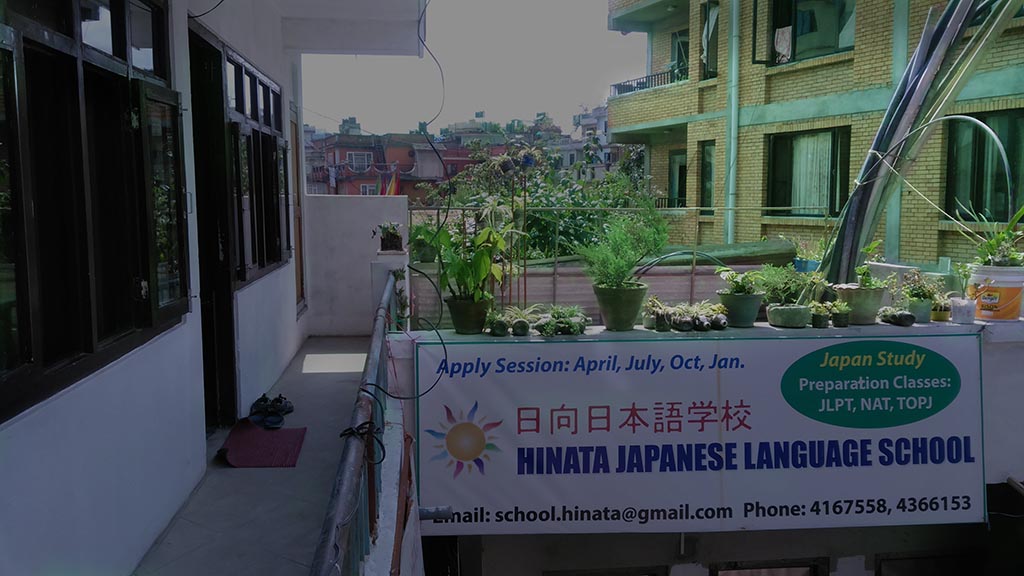 Apply Session: April, July, Oct, Jan.
Japan Study
Preparation Classes:
JLPT, NAT, TOPJ
日向日本語学校
HINATA JAPANESE LANGUAGE SCHOOL
Email: school.hinata@gmail.com Phone: 4167558, 4366153